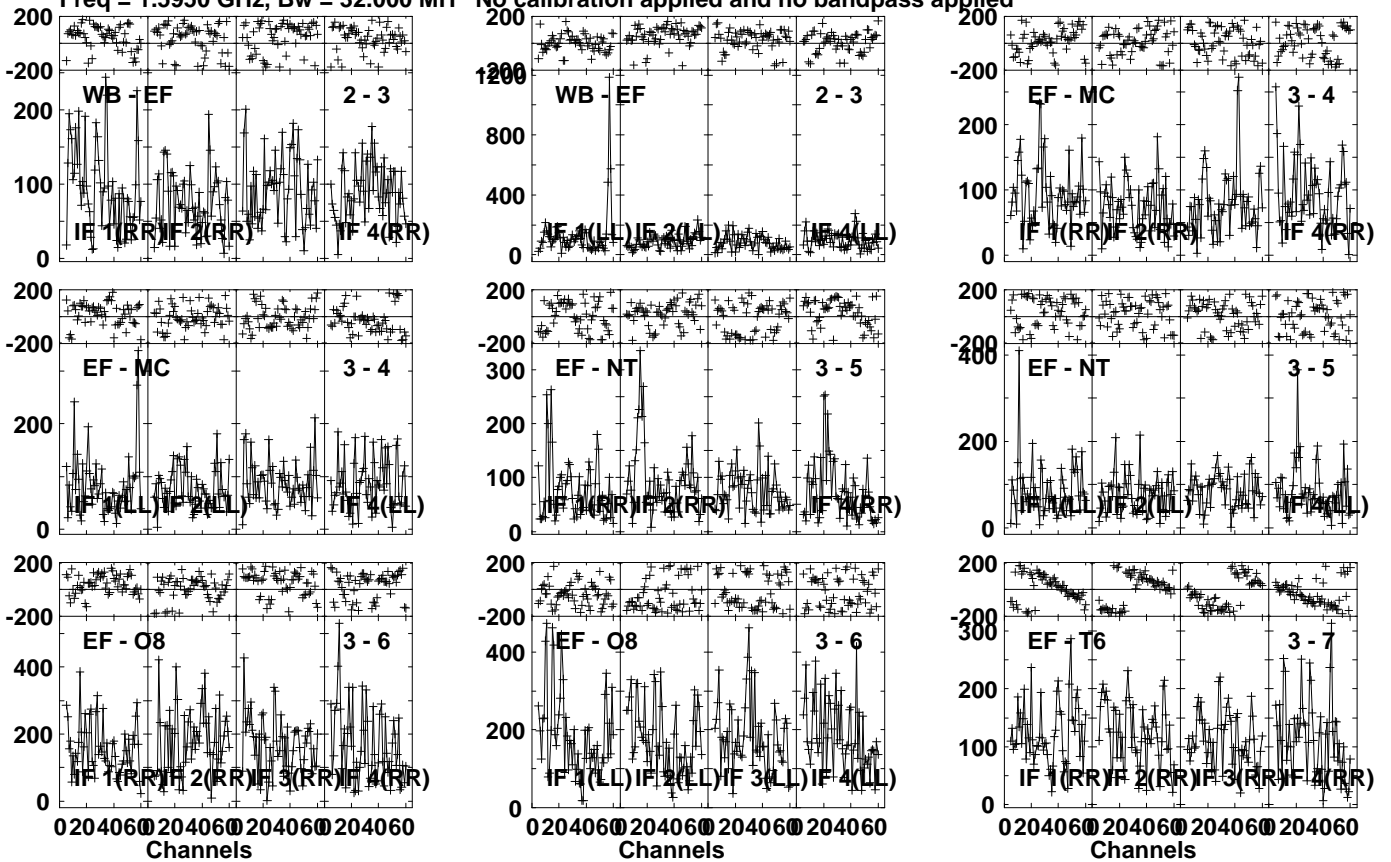 Freq = 1.5950 GHz, Bw = 32.000 MH No calibration applied and no bandpass applied
200
-200
WB - EF 2 - 3
200
100
0
IF 1(RR) IF 2(RR) IF 4(RR)
200
-200
1200
WB - EF 2 - 3
800
400
0
IF 1(LL) IF 2(LL) IF 4(LL)
200
-200
EF - MC 3 - 4
200
100
0
IF 1(RR) IF 2(RR) IF 4(RR)
200
-200
EF - MC 3 - 4
200
0
IF 1(LL) IF 2(LL) IF 4(LL)
200
-200
EF - NT 3 - 5
300
200
100
0
IF 1(RR) IF 2(RR) IF 4(RR)
200
-200
400
EF - NT 3 - 5
200
0
IF 1(LL) IF 2(LL) IF 4(LL)
200
-200
EF - O8 3 - 6
400
200
0
IF 1(RR) IF 2(RR) IF 3(RR) IF 4(RR)
0 20 40 60 0 20 40 60 0 20 40 60 0 20 40 60
Channels
200
-200
EF - O8 3 - 6
400
200
0
IF 1(LL) IF 2(LL) IF 3(LL) IF 4(LL)
0 20 40 60 0 20 40 60 0 20 40 60 0 20 40 60
Channels
200
-200
300
EF - T6 3 - 7
200
100
0
IF 1(RR) IF 2(RR) IF 3(RR) IF 4(RR)
0 20 40 60 0 20 40 60 0 20 40 60 0 20 40 60
Channels